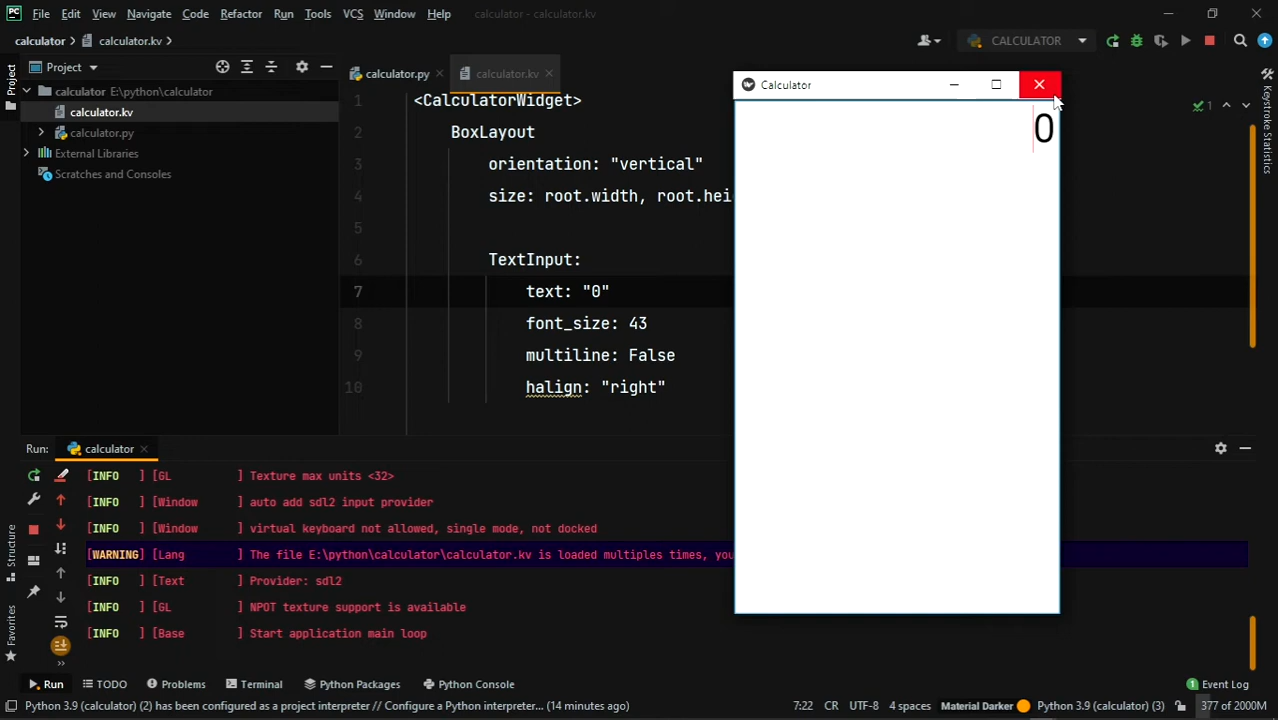 PC File Edit View Navigate Code Refactor Run Tools VCS Window Help calculator - calculator.kv
calculator calculator.kv CALCULATOR
Project
Project
calculator.py calculator.kv
calculator E:\python\calculator
calculator.kv
calculator.py
External Libraries
Scratches and Consoles
1 <CalculatorWidget>
2 BoxLayout
3 orientation: "vertical"
4 size: root.width, root.hei
5
6 TextInput:
7 text: "0"
8 font_size: 43
9 multiline: False
10 halign: "right"
Calculator
0
1
Keystroke Statistics
Run: calculator
[INFO ] [GL ] Texture max units <32>
[INFO ] [Window ] auto add sdl2 input provider
[INFO ] [Window ] virtual keyboard not allowed, single mode, not docked
[WARNING] [Lang ] The file E:\python\calculator\calculator.kv is loaded multiples times, you
[INFO ] [Text ] Provider: sdl2
[INFO ] [GL ] NPOT texture support is available
[INFO ] [Base ] Start application main loop
Structure
Favorites
Run TODO Problems Terminal Python Packages Python Console 1 Event Log
Python 3.9 (calculator) (2) has been configured as a project interpreter // Configure a Python interpreter... (14 minutes ago) 7:22 CR UTF-8 4 spaces Material Darker Python 3.9 (calculator) (3) 377 of 2000M